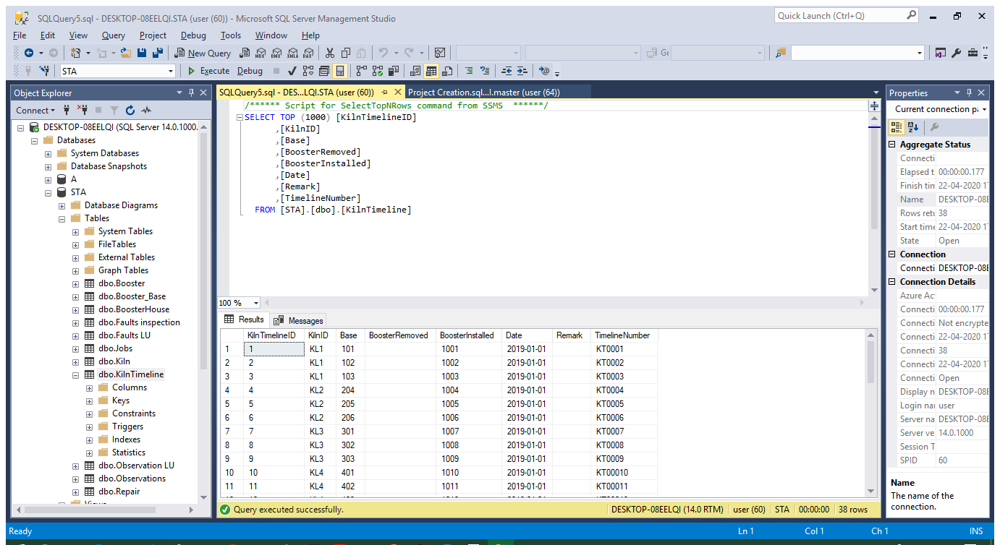 SQLQuery5.sql - DESKTOP-08EELQI.STA (user (60)) - Microsoft SQL Server Management Studio
Quick Launch (Ctrl+Q)
File Edit View Query Project Debug Tools Window Help
New Query MDX DMX XMLA DAX
STA Execute Debug
Object Explorer
Connect
DESKTOP-08EELQI (SQL Server 14.0.1000.
Databases
System Databases
Database Snapshots
A
STA
Database Diagrams
Tables
System Tables
FileTables
External Tables
Graph Tables
dbo.Booster
dbo.Booster_Base
dbo.BoosterHouse
dbo.Faults inspection
dbo.Faults LU
dbo.Jobs
dbo.Kiln
dbo.KilnTimeline
Columns
Keys
Constraints
Triggers
Indexes
Statistics
dbo.Observation LU
dbo.Observations
dbo.Repair
Views
SQLQuery5.sql - DES...LQI.STA (user (60)) Project Creation.sql...l.master (user (64))
/****** Script for SelectTopNRows command from SSMS ******/
SELECT TOP (1000) [KilnTimelineID]
,[KilnID]
,[Base]
,[BoosterRemoved]
,[BoosterInstalled]
,[Date]
,[Remark]
,[TimelineNumber]
FROM [STA].[dbo].[KilnTimeline]
100 %
Results Messages
KilnTimelineID KilnID Base BoosterRemoved BoosterInstalled Date Remark TimelineNumber
1 1 KL1 101 1001 2019-01-01 KT0001
2 2 KL1 102 1002 2019-01-01 KT0002
3 3 KL1 103 1003 2019-01-01 KT0003
4 4 KL2 204 1004 2019-01-01 KT0004
5 5 KL2 205 1005 2019-01-01 KT0005
6 6 KL2 206 1006 2019-01-01 KT0006
7 7 KL3 301 1007 2019-01-01 KT0007
8 8 KL3 302 1008 2019-01-01 KT0008
9 9 KL3 303 1009 2019-01-01 KT0009
10 10 KL4 401 1010 2019-01-01 KT00010
11 11 KL4 402 1011 2019-01-01 KT00011
Query executed successfully. DESKTOP-08EELQI (14.0 RTM) user (60) STA 00:00:00 38 rows
Properties
Current connection pa
Aggregate Status
Connecti
Elapsed t 00:00:00.177
Finish tim 22-04-2020 17
Name DESKTOP-08E
Rows retu 38
Start time 22-04-2020 17
State Open
Connection
Connecti DESKTOP-08E
Connection Details
Azure Ac
Connecti 00:00:00.177
Connecti Not encrypte
Connecti 22-04-2020 17
Connecti 38
Connecti 22-04-2020 17
Connecti Open
Display n DESKTOP-08E
Login nar user
Server na DESKTOP-08E
Server ve 14.0.1000
Session T
SPID 60
Name
The name of the
connection.
Ready Ln 1 Col 1 Ch 1 INS